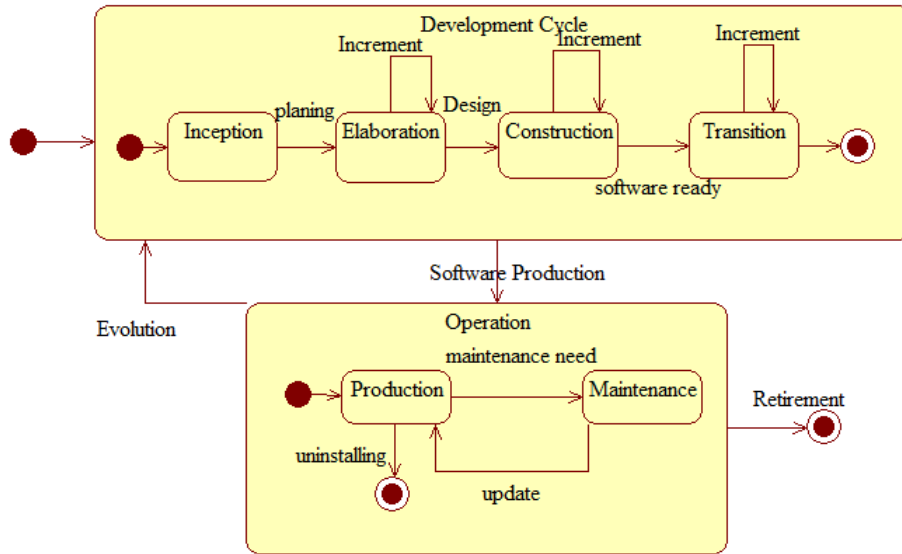 Development Cycle
Increment
Increment
Increment
planing
Design
Inception
Elaboration
Construction
Transition
software ready
Software Production
Evolution
Operation
maintenance need
Production
Maintenance
Retirement
uninstalling
update